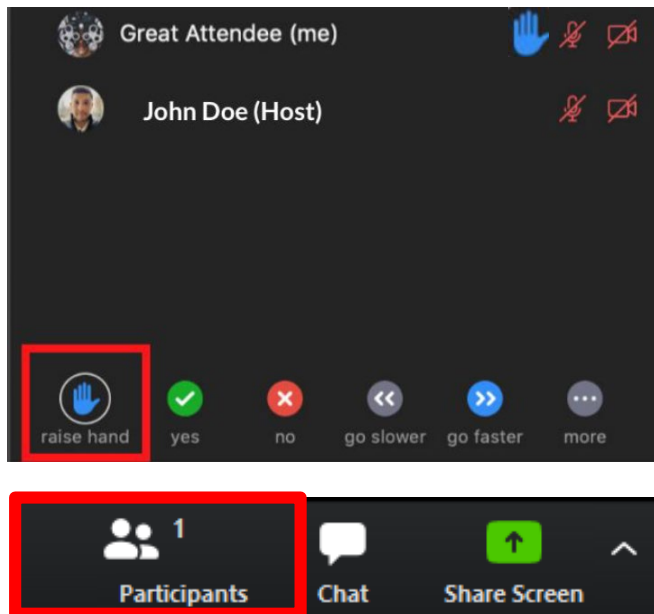 Great Attendee (me)
John Doe (Host)
raise hand yes no go slower go faster more
1
Participants Chat Share Screen